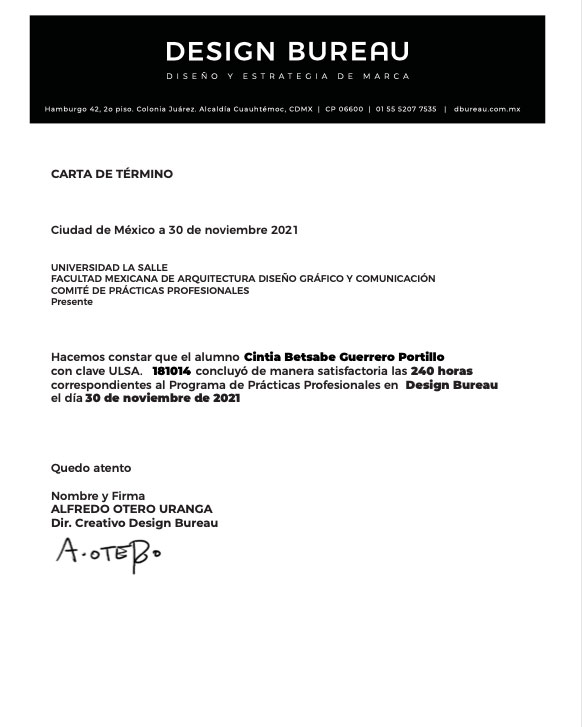 DESIGN BUREAU
DISEÑO Y ESTRATEGIA DE MARCA
Hamburgo 42, 2o piso. Colonia Juárez. Alcaldía Cuauhtémoc, CDMX | CP 06600 | 01 55 5207 7535 | dbureau.com.mx
CARTA DE TÉRMINO
Ciudad de México a 30 de noviembre 2021
UNIVERSIDAD LA SALLE
FACULTAD MEXICANA DE ARQUITECTURA DISEÑO GRÁFICO Y COMUNICACIÓN
COMITÉ DE PRÁCTICAS PROFESIONALES
Presente
Hacemos constar que el alumno Cintia Betsabe Guerrero Portillo
con clave ULSA. 181014 concluyó de manera satisfactoria las 240 horas
correspondientes al Programa de Prácticas Profesionales en Design Bureau
el día 30 de noviembre de 2021
Quedo atento
Nombre y Firma
ALFREDO OTERO URANGA
Dir. Creativo Design Bureau
A. OTERO